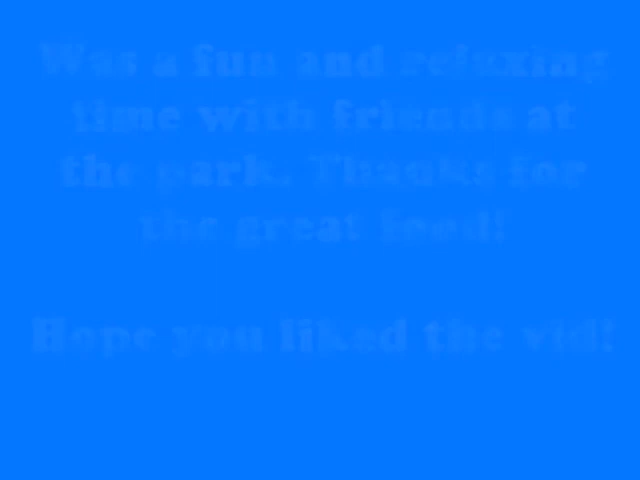 Was a fun and relaxing
time with friends at
the park. Thanks for
the great food!
Hope you liked the vid!